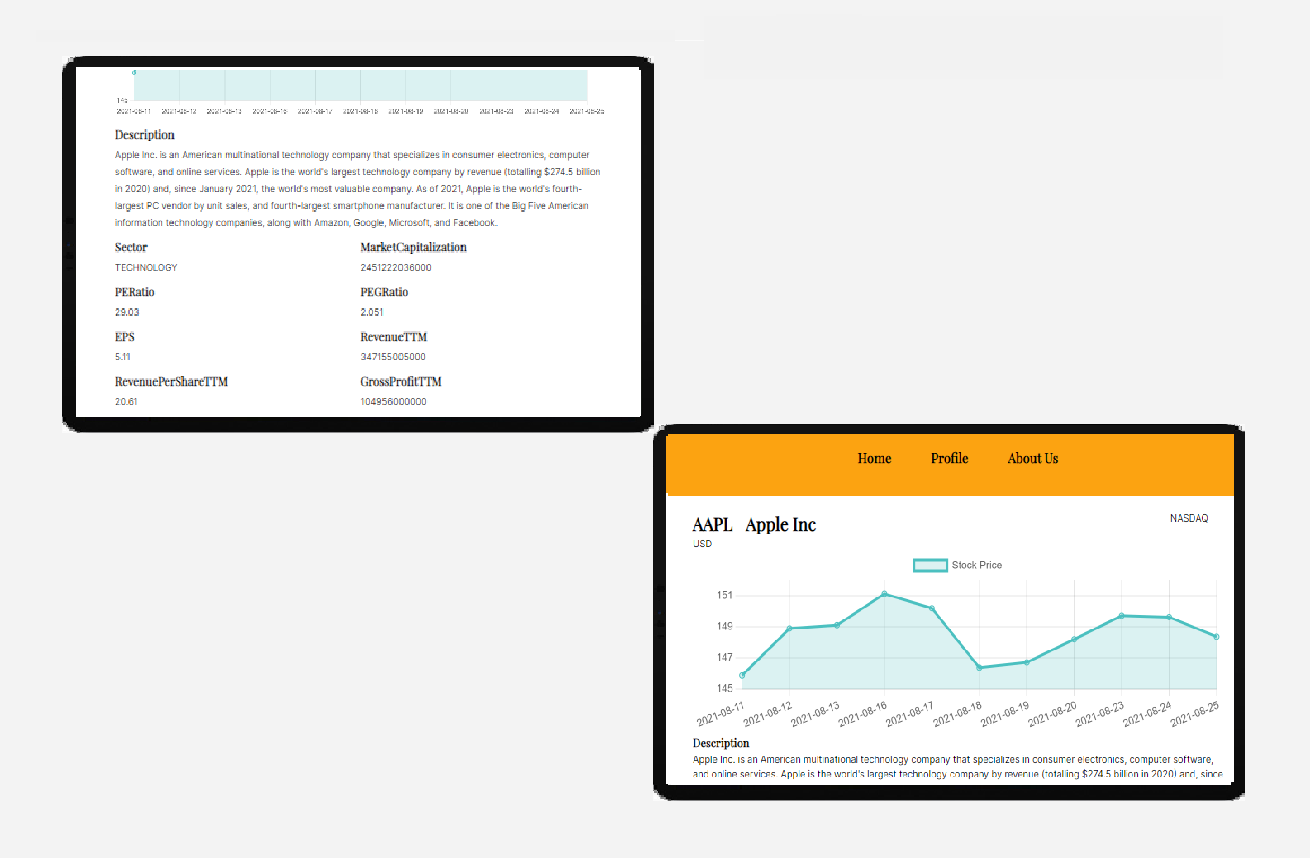 145
2021-08-11 2021-08-12 2021-08-13 2021-08-16 2021-08-17 2021-08-18 2021-08-19 2021-08-20 2021-08-23 2021-08-24 2021-08-25
Description
Apple Inc. is an American multinational technology company that specializes in consumer electronics, computer
software, and online services. Apple is the world's largest technology company by revenue (totalling $274.5 billion
in 2020) and, since January 2021, the world's most valuable company. As of 2021, Apple is the world's fourth-
largest PC vendor by unit sales, and fourth-largest smartphone manufacturer. It is one of the Big Five American
information technology companies, along with Amazon, Google, Microsoft, and Facebook.
Sector MarketCapitalization
TECHNOLOGY 2451222036000
PERatio PEGRatio
29.03 2.051
EPS RevenueTTM
5.11 347155005000
RevenuePerShareTTM GrossProfitTTM
20.61 104956000000
Home Profile About Us
AAPL Apple Inc NASDAQ
USD
Stock Price
151
149
147
145
2021-08-11 2021-08-12 2021-08-13 2021-08-16 2021-08-17 2021-08-18 2021-08-19 2021-08-20 2021-08-23 2021-08-24 2021-08-25
Description
Apple Inc. is an American multinational technology company that specializes in consumer electronics, computer software,
and online services. Apple is the world's largest technology company by revenue (totalling $274.5 billion in 2020) and, since